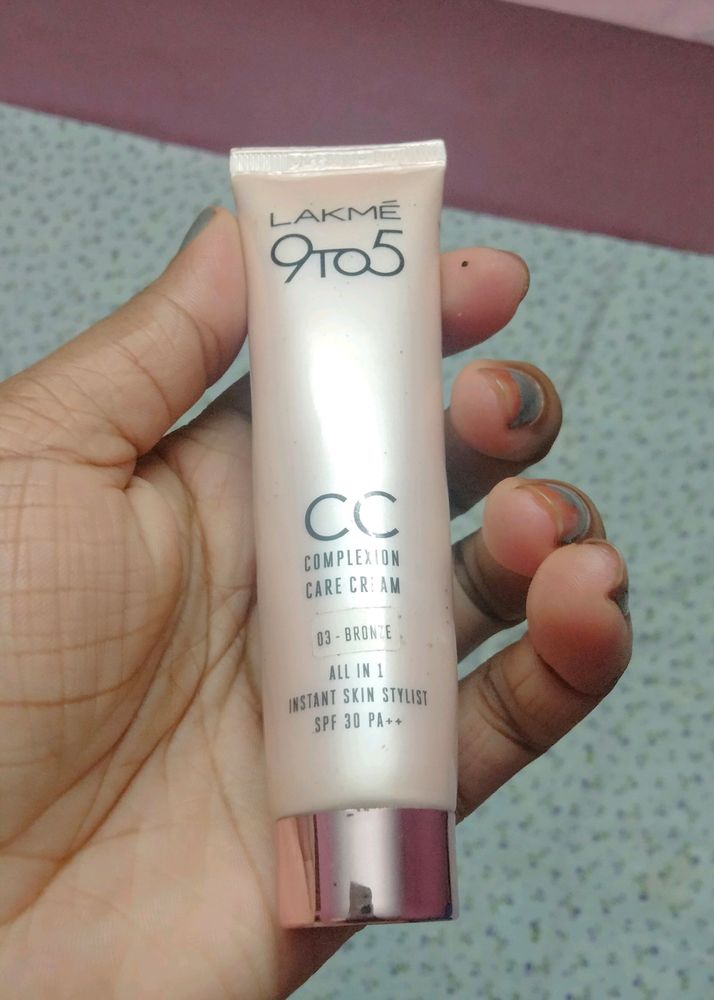 LAKMÉ
9TO5
CC
COMPLEXION
CARE CREAM
03 - BRONZE
ALL IN 1
INSTANT SKIN STYLIST
SPF 30 PA++